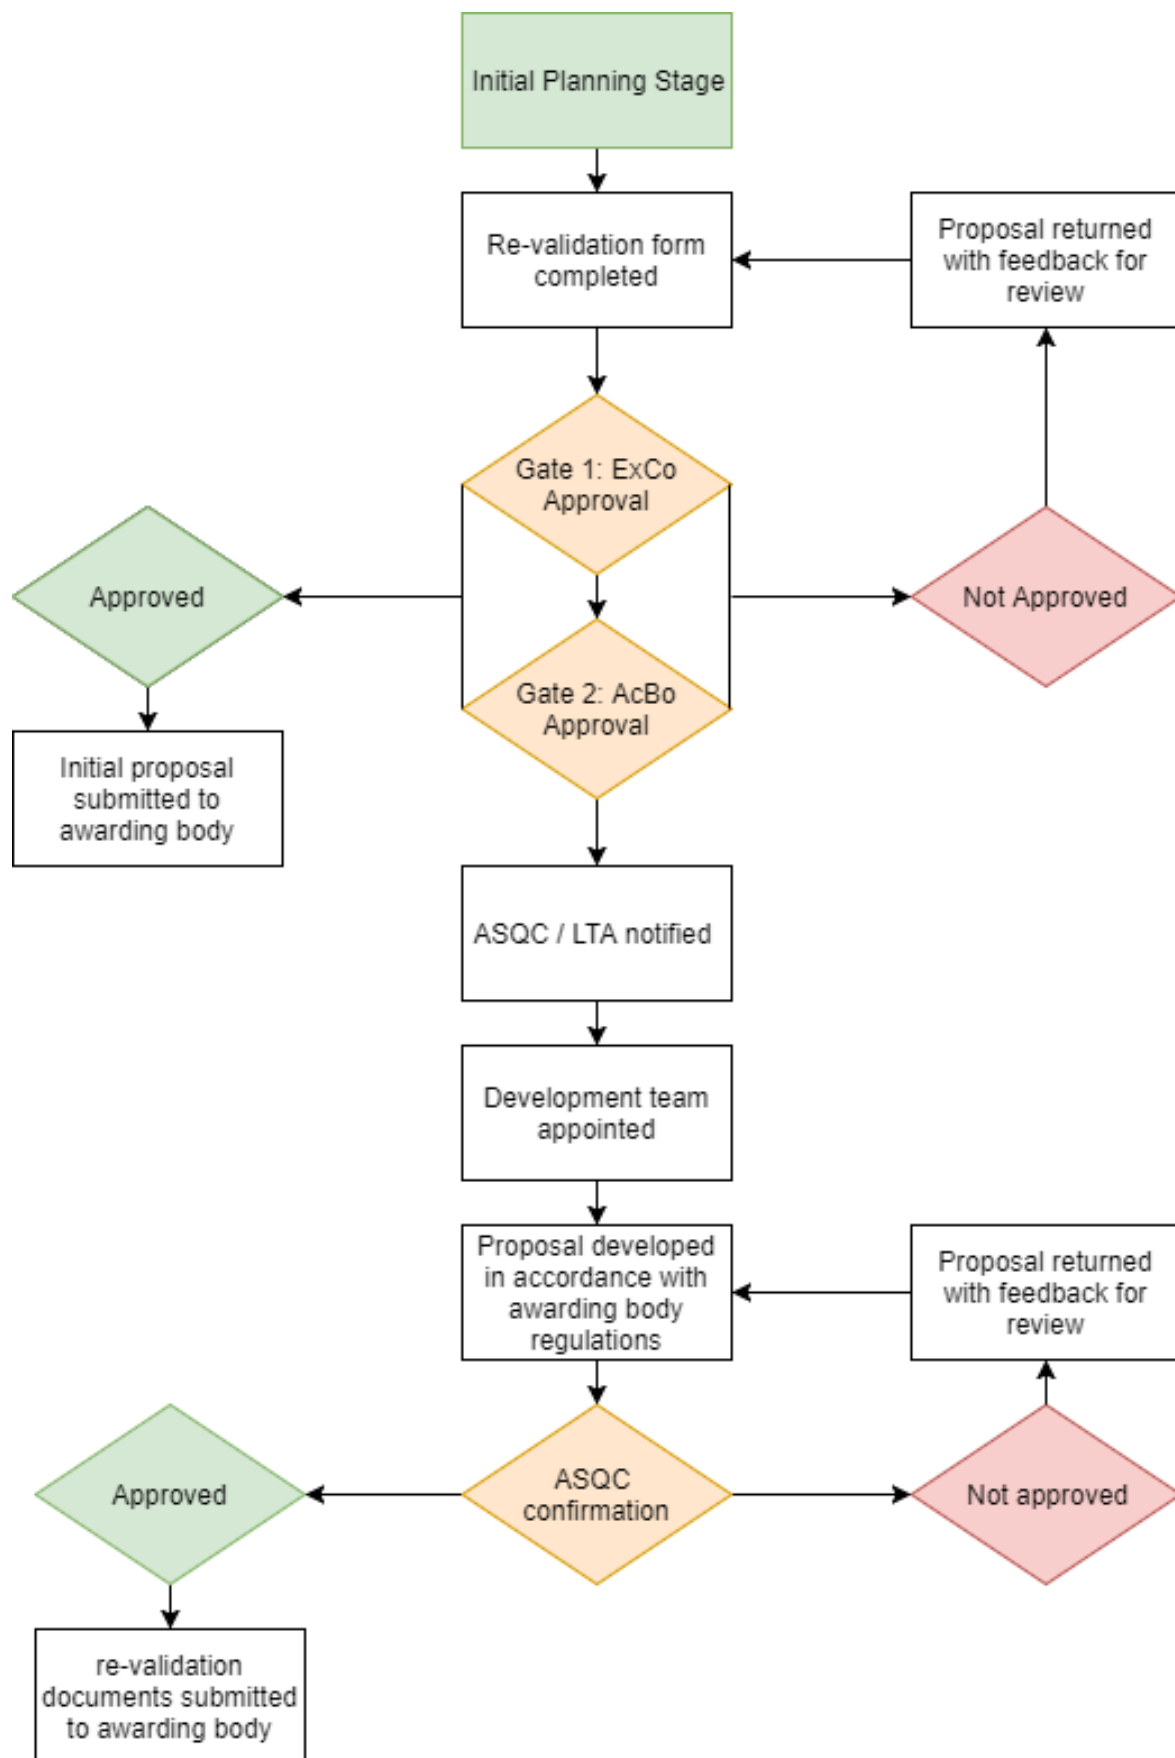 Initial Planning Stage
Re-validation form
completed
Proposal returned
with feedback for
review
Gate 1: ExCo
Approval
Approved
Not Approved
Gate 2: AcBo
Approval
Initial proposal
submitted to
awarding body
ASQC / LTA notified
Development team
appointed
Proposal developed
in accordance with
awarding body
regulations
Proposal returned
with feedback for
review
Approved
ASQC
confirmation
Not approved
re-validation
documents submitted
to awarding body